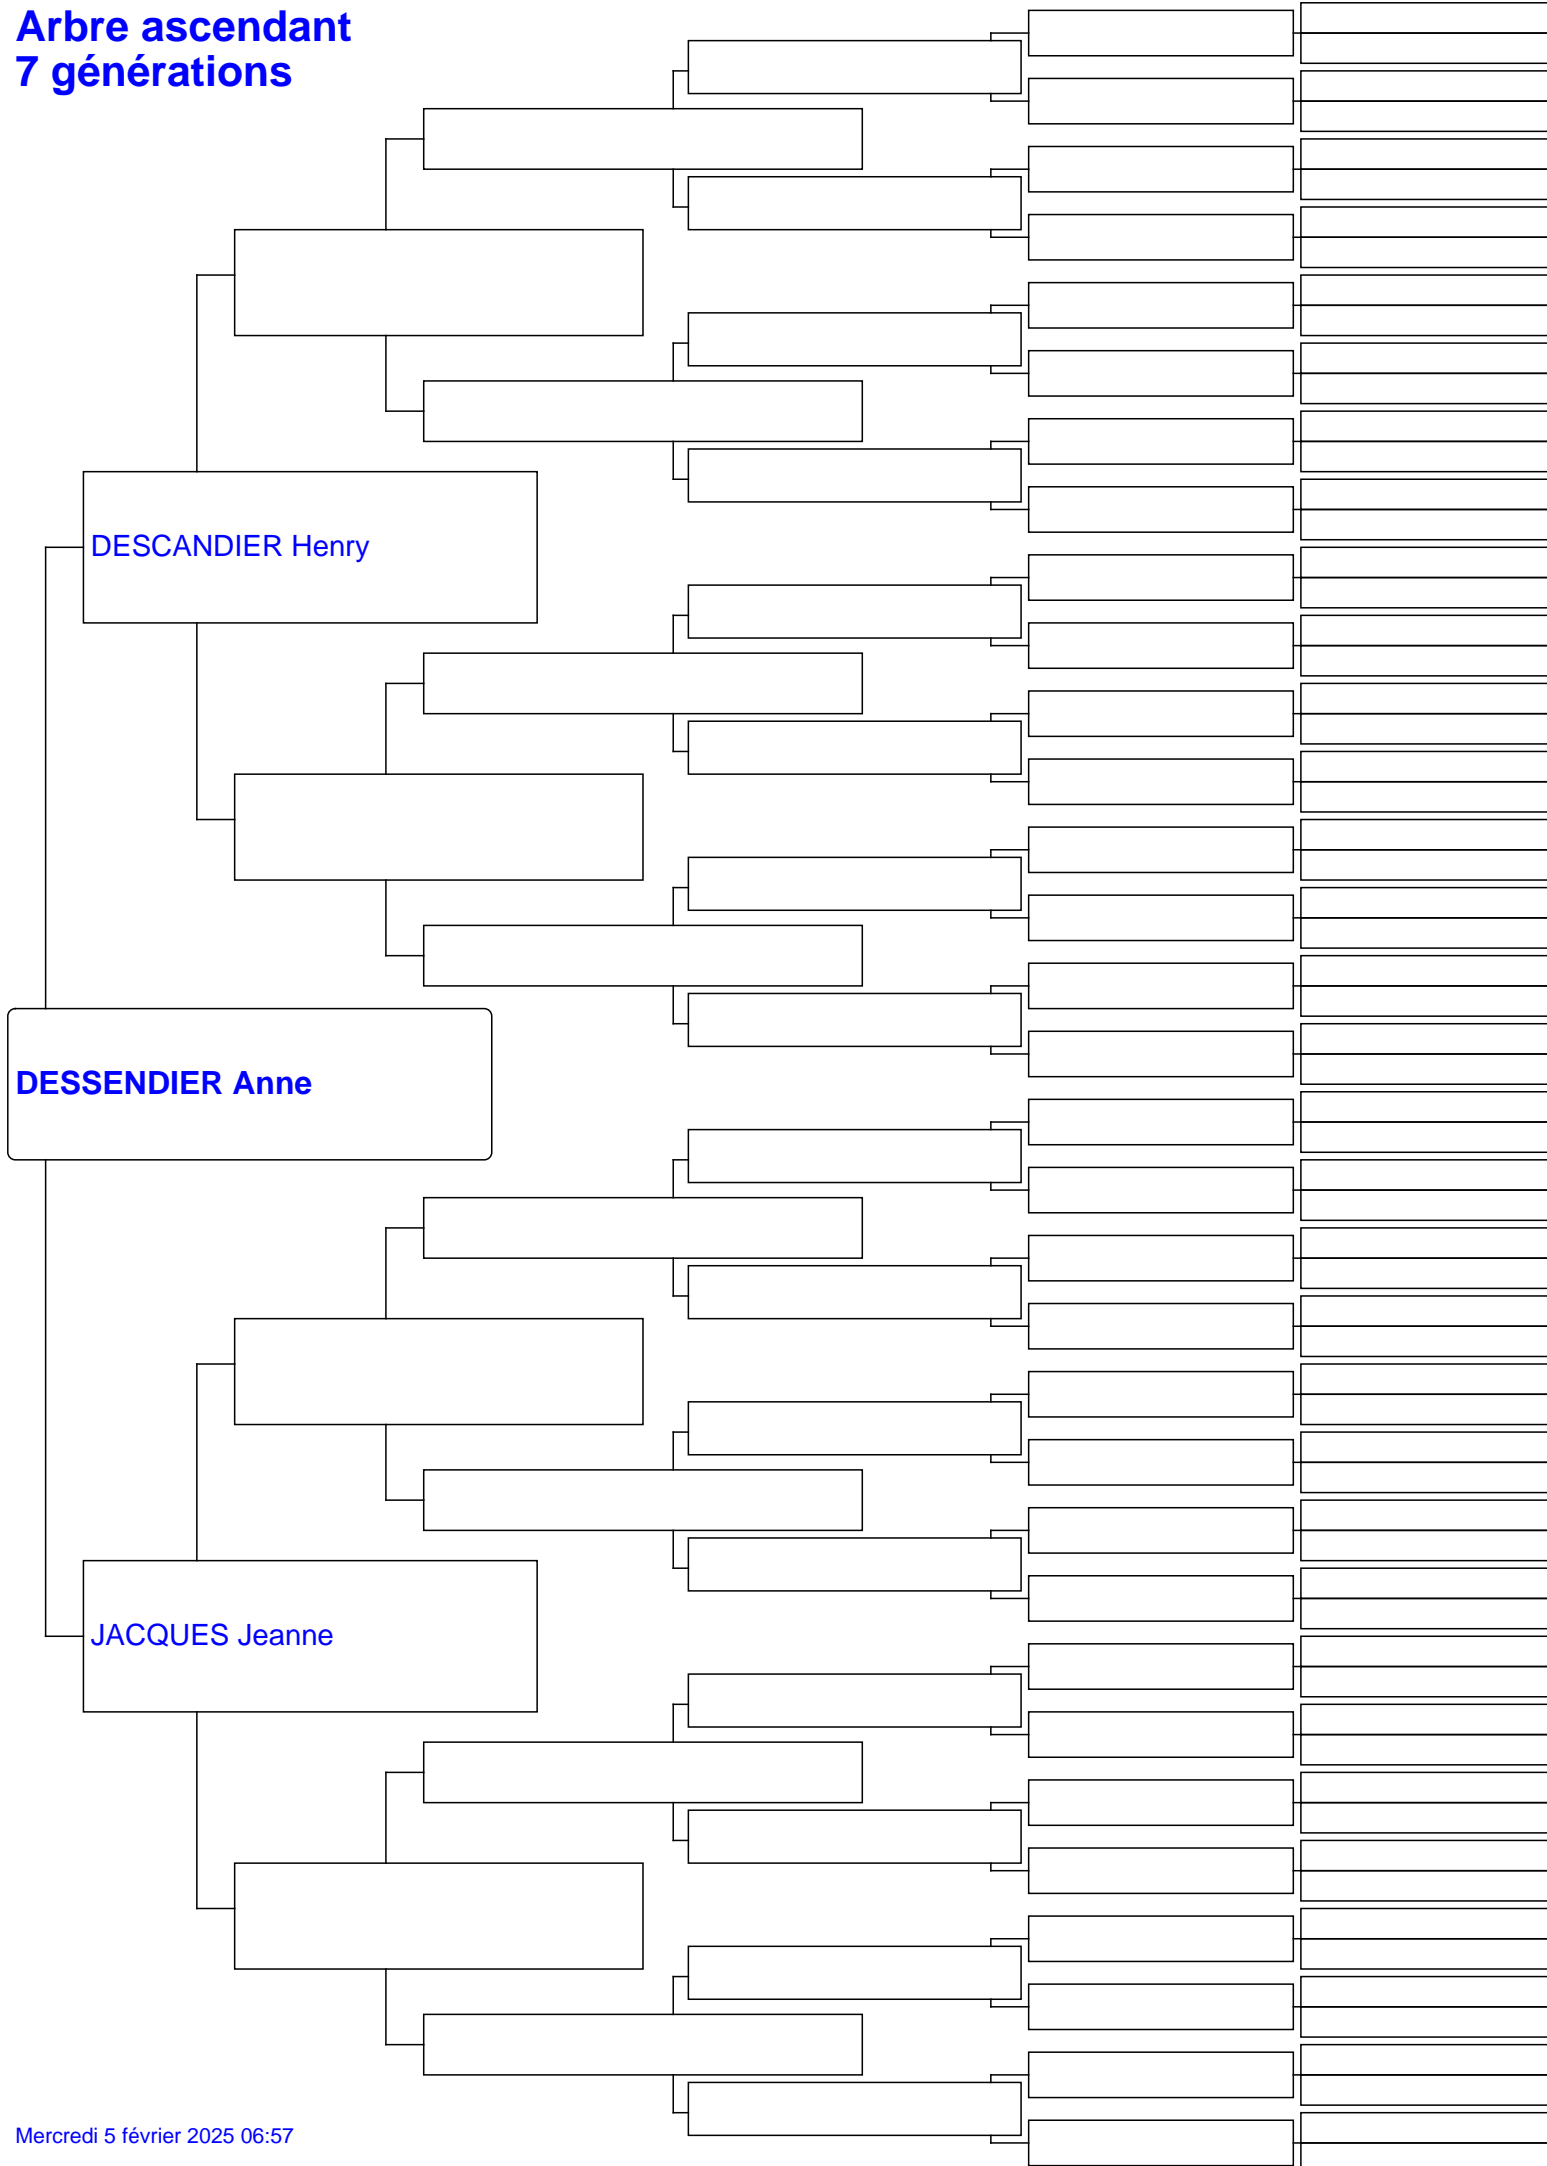 Arbre ascendant
7 générations
DESCANDIER Henry
DESSENDIER Anne
JACQUES Jeanne
Mercredi 5 février 2025 06:57